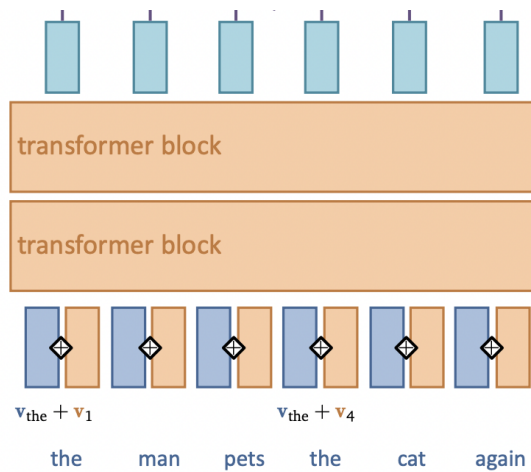 transformer block
transformer block
v_the + v_1 v_the + v_4
the man pets the cat again